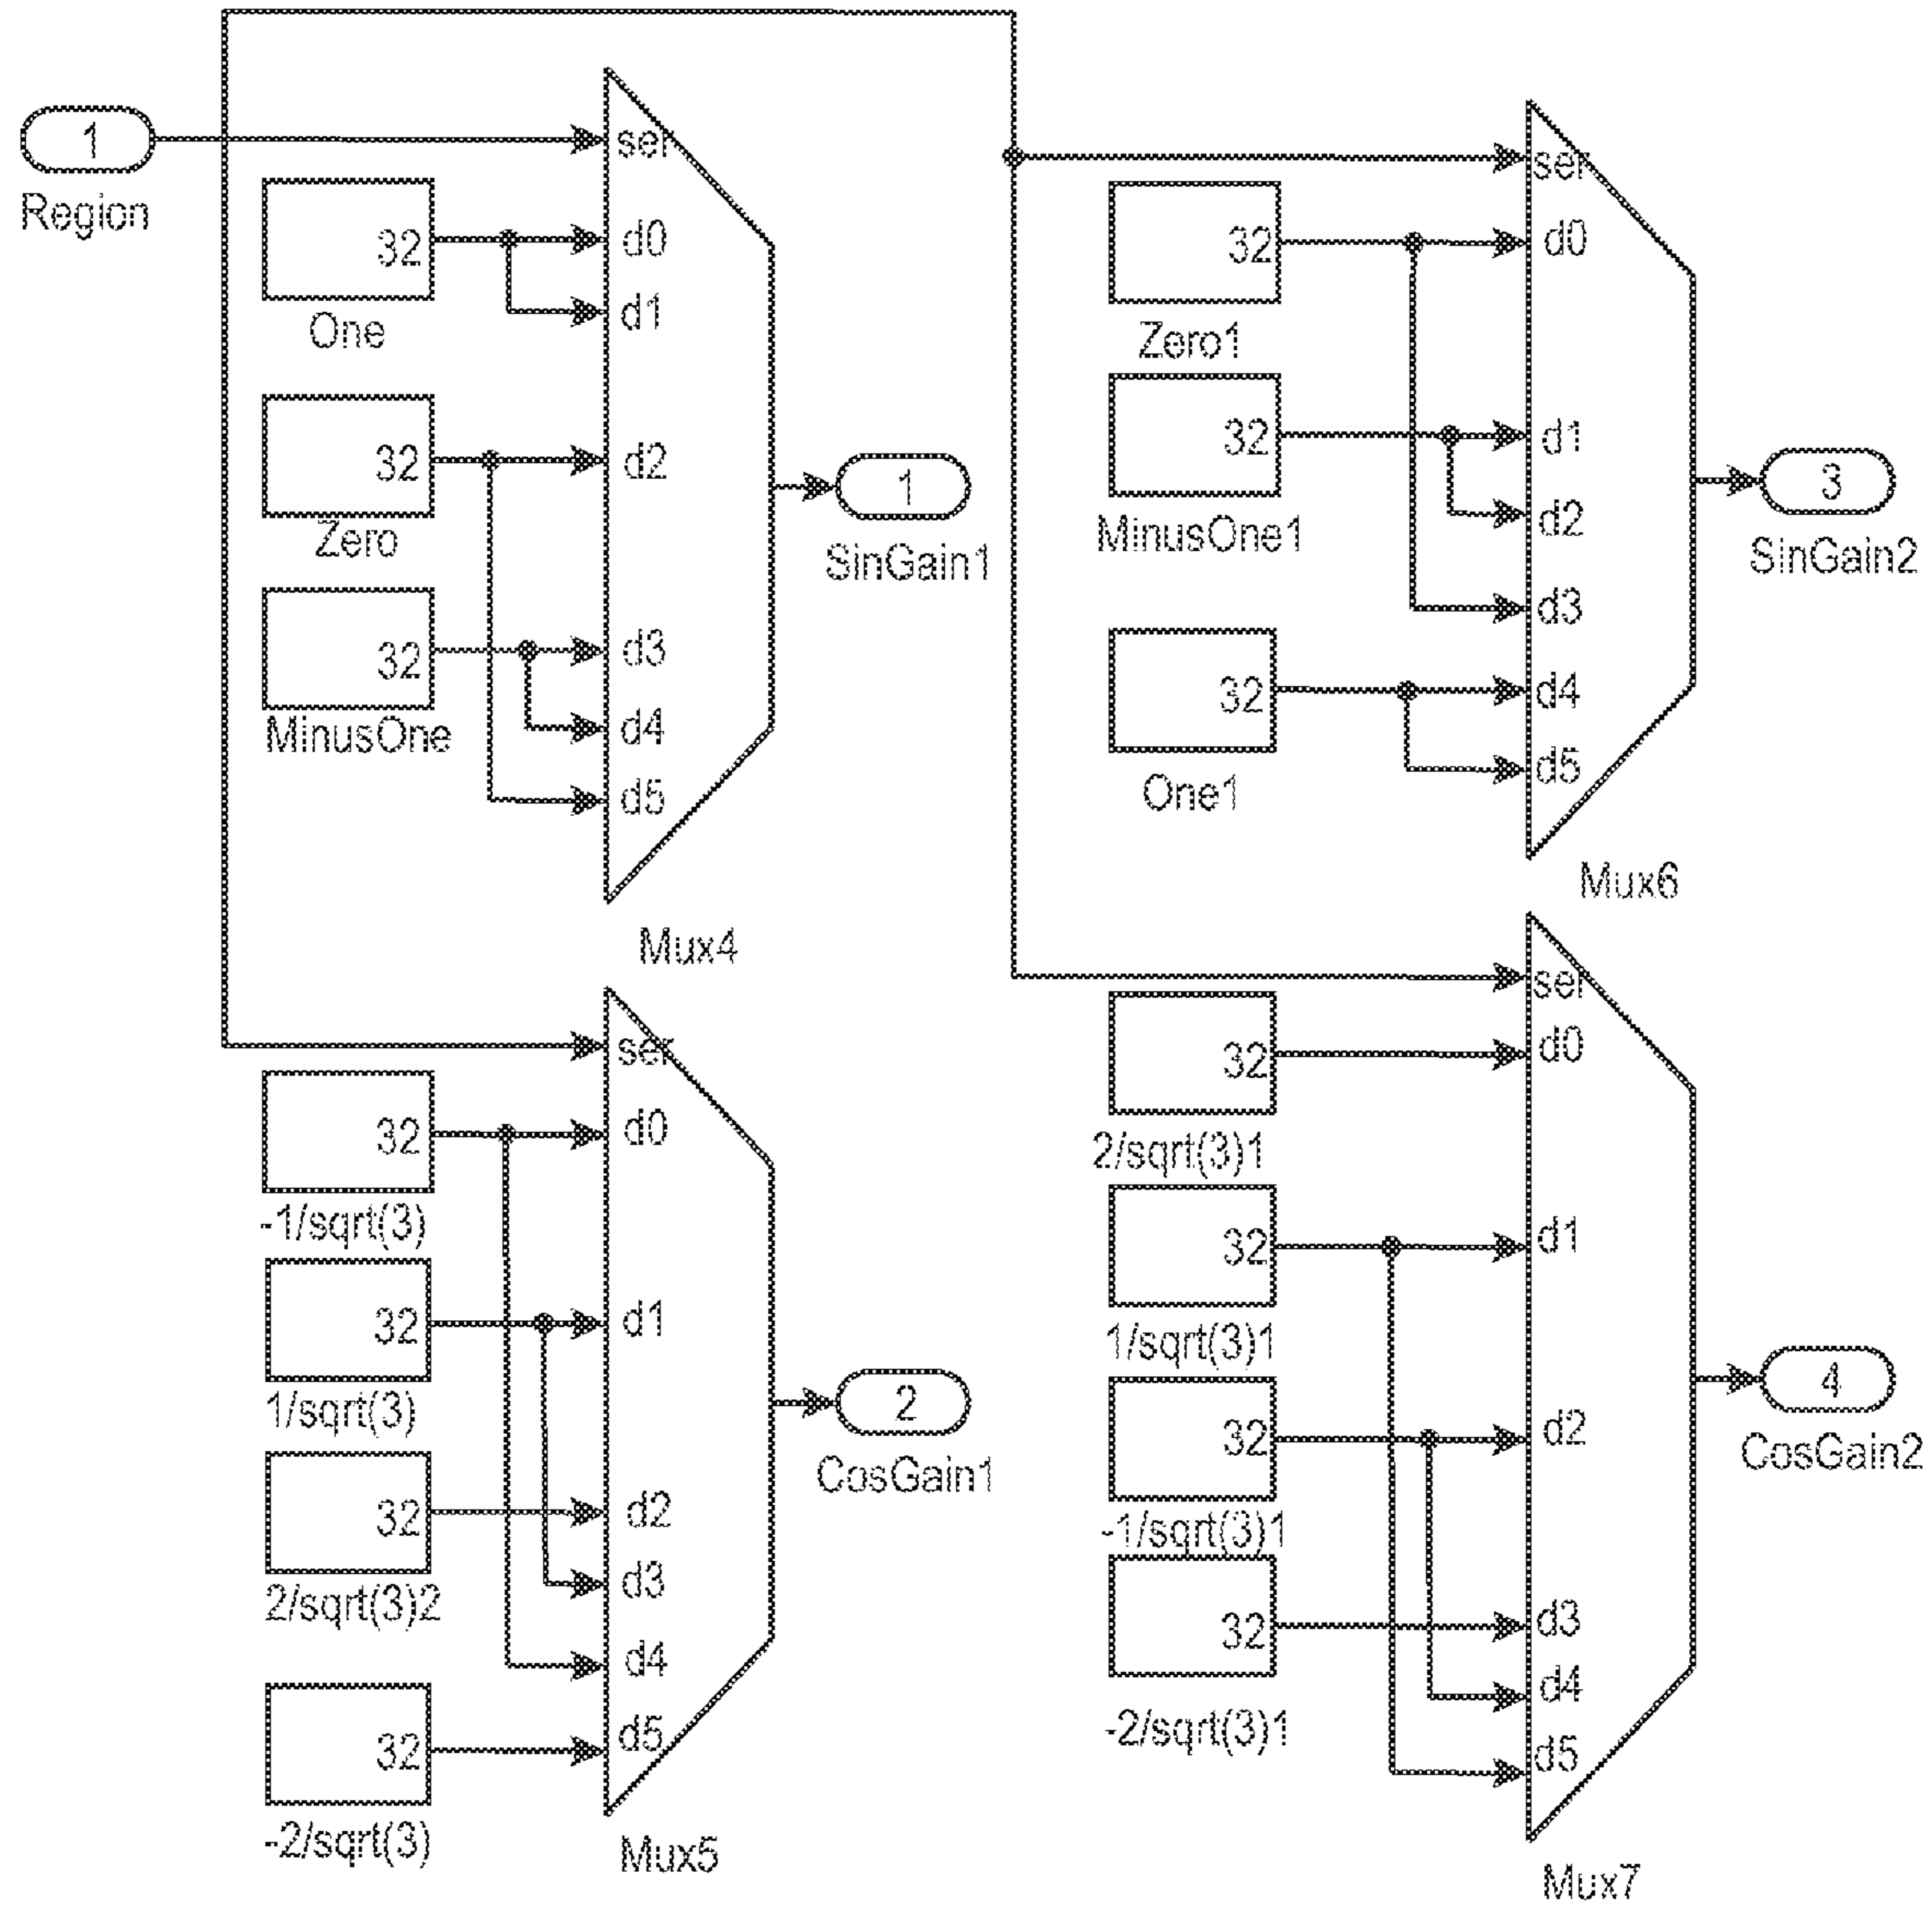 1
Region
ser
32
One
d0
d1
32
Zero
d2
32
MinusOne
d3
d4
d5
1
SinGain1
Mux4
ser
32
Zero1
d0
32
MinusOne1
d1
d2
d3
32
One1
d4
d5
3
SinGain2
Mux6
ser
32
-1/sqrt(3)
d0
32
1/sqrt(3)
d1
32
2/sqrt(3)2
d2
d3
d4
32
-2/sqrt(3)
d5
2
CosGain1
Mux5
ser
32
2/sqrt(3)1
d0
32
1/sqrt(3)1
d1
32
-1/sqrt(3)1
d2
32
-2/sqrt(3)1
d3
d4
d5
4
CosGain2
Mux7